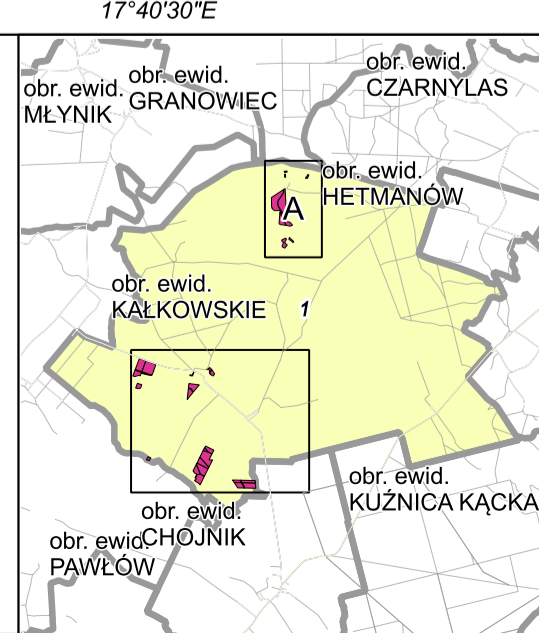 17°40'30"E
obr. ewid.
MŁYNIK
obr. ewid.
GRANOWIEC
obr. ewid.
CZARNYLAS
obr. ewid.
HETMANÓW
A
obr. ewid.
KAŁKOWSKIE
1
obr. ewid.
KUŹNICA KĄCKA
obr. ewid.
CHOJNIK
obr. ewid.
PAWŁÓW